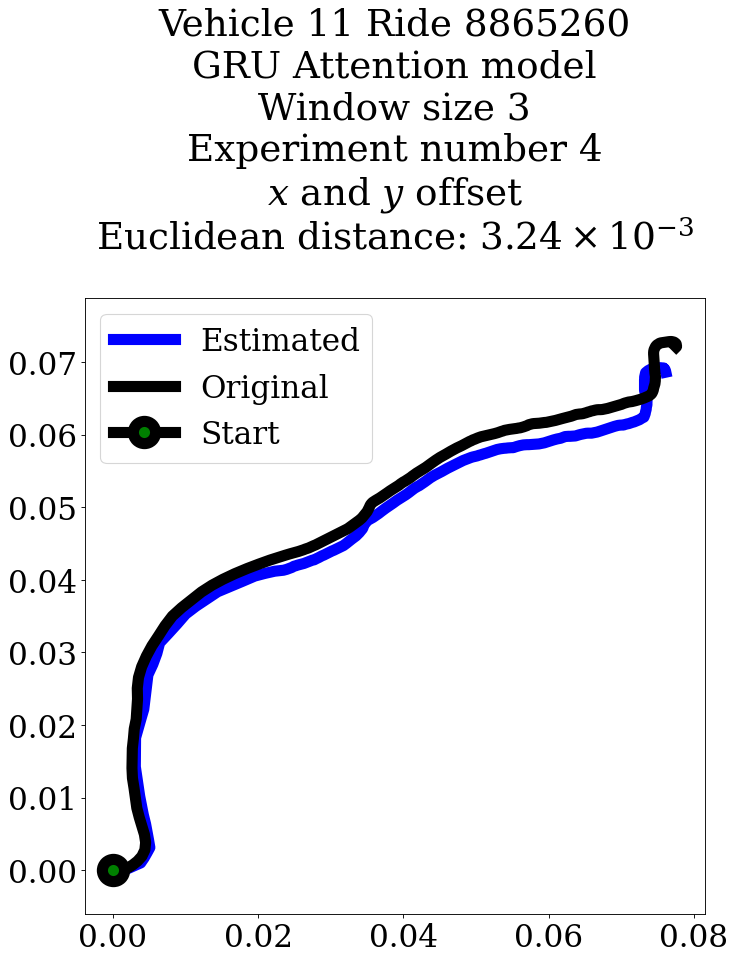 Vehicle 11 Ride 8865260
GRU Attention model
Window size 3
Experiment number 4
x and y offset
Euclidean distance: 3.24 × 10⁻³
Estimated
Original
Start
0.07
0.06
0.05
0.04
0.03
0.02
0.01
0.00
0.00 0.02 0.04 0.06 0.08